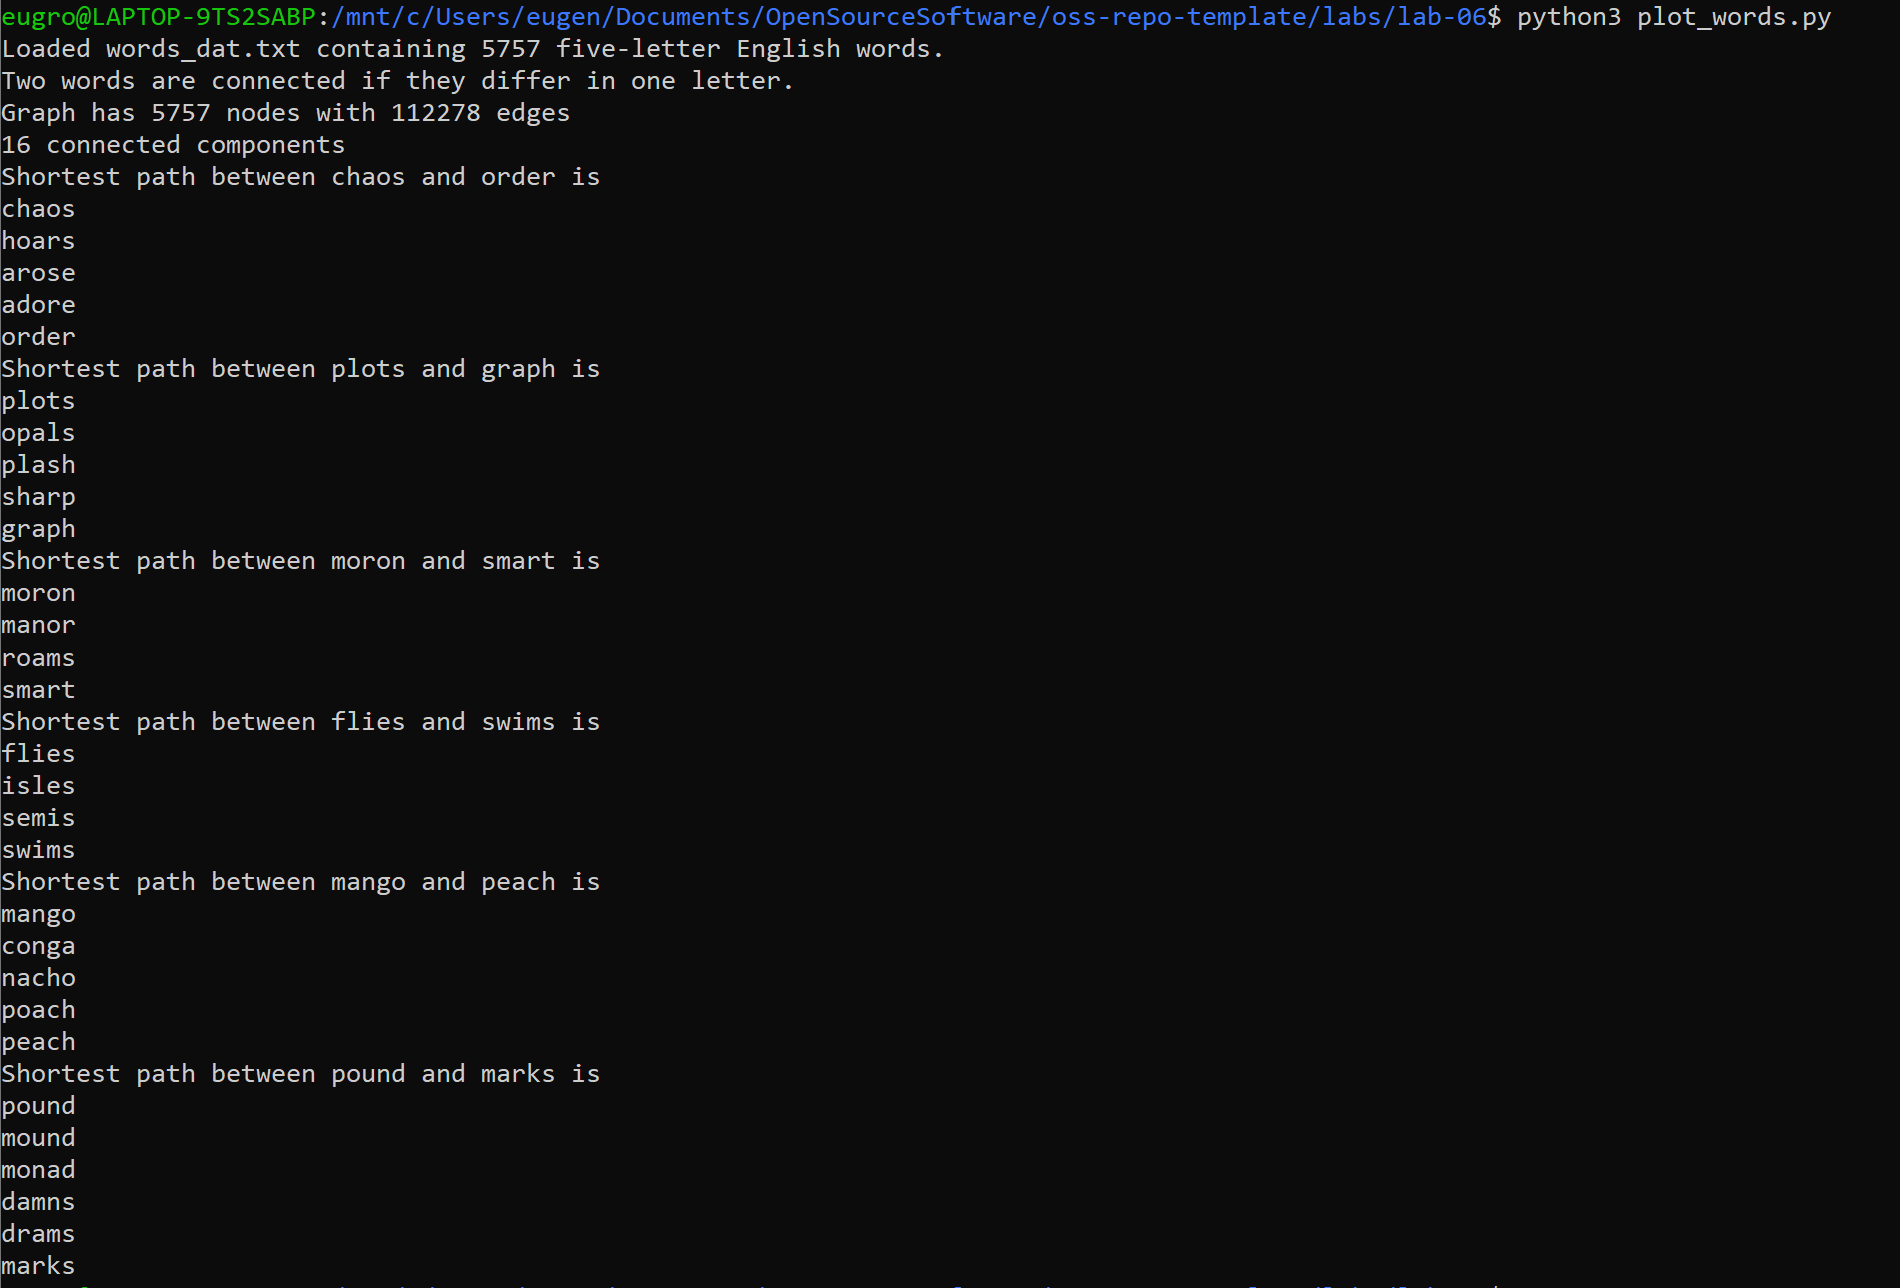 eugro@LAPTOP-9TS2SABP:/mnt/c/Users/eugen/Documents/OpenSourceSoftware/oss-repo-template/labs/lab-06$ python3 plot_words.py
Loaded words_dat.txt containing 5757 five-letter English words.
Two words are connected if they differ in one letter.
Graph has 5757 nodes with 112278 edges
16 connected components
Shortest path between chaos and order is
chaos
hoars
arose
adore
order
Shortest path between plots and graph is
plots
opals
plash
sharp
graph
Shortest path between moron and smart is
moron
manor
roams
smart
Shortest path between flies and swims is
flies
isles
semis
swims
Shortest path between mango and peach is
mango
conga
nacho
poach
peach
Shortest path between pound and marks is
pound
mound
monad
damns
drams
marks